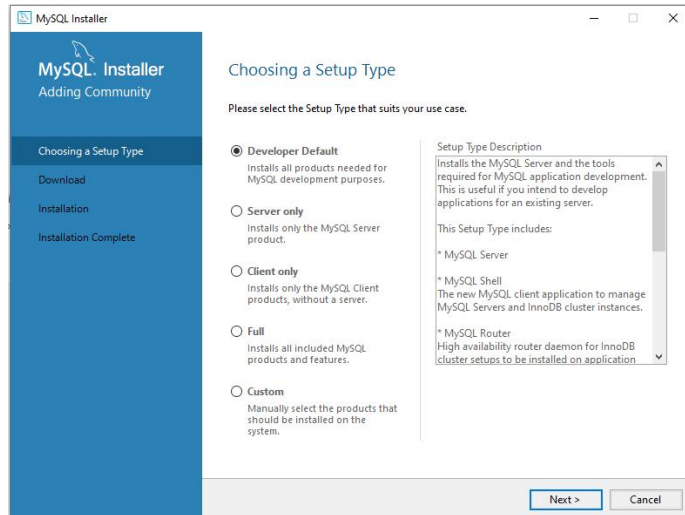 MySQL Installer
MySQL. Installer
Adding Community
Choosing a Setup Type
Download
Installation
Installation Complete
Choosing a Setup Type
Please select the Setup Type that suits your use case.
Developer Default
Installs all products needed for
MySQL development purposes.
Server only
Installs only the MySQL Server
product.
Client only
Installs only the MySQL Client
products, without a server.
Full
Installs all included MySQL
products and features.
Custom
Manually select the products that
should be installed on the
system.
Setup Type Description
Installs the MySQL Server and the tools
required for MySQL application development.
This is useful if you intend to develop
applications for an existing server.
This Setup Type includes:
* MySQL Server
* MySQL Shell
The new MySQL client application to manage
MySQL Servers and InnoDB cluster instances.
* MySQL Router
High availability router daemon for InnoDB
cluster setups to be installed on application
Next >
Cancel